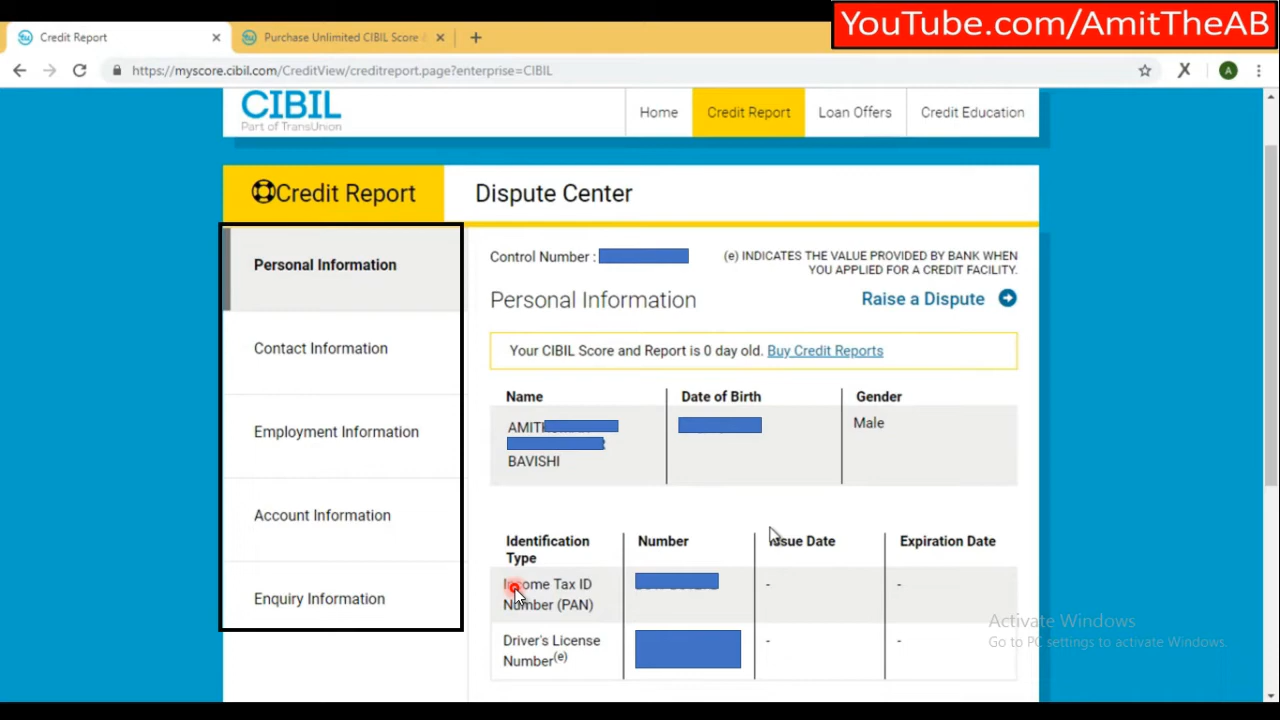 YouTube.com/AmitTheAB
Credit Report
Purchase Unlimited CIBIL Score &
https://myscore.cibil.com/CreditView/creditreport.page?enterprise=CIBIL
X
A
CIBIL
Part of TransUnion
Home
Credit Report
Loan Offers
Credit Education
Credit Report
Dispute Center
Personal Information
Contact Information
Employment Information
Account Information
Enquiry Information
Control Number :
(e) INDICATES THE VALUE PROVIDED BY BANK WHEN
YOU APPLIED FOR A CREDIT FACILITY.
Personal Information
Raise a Dispute
Your CIBIL Score and Report is 0 day old. Buy Credit Reports
Name
Date of Birth
Gender
Male
BAVISHI
Identification
Type
Number
Issue Date
Expiration Date
Income Tax ID
Number (PAN)
-
-
Driver's License
Number(e)
-
-
Activate Windows
Go to PC settings to activate Windows.